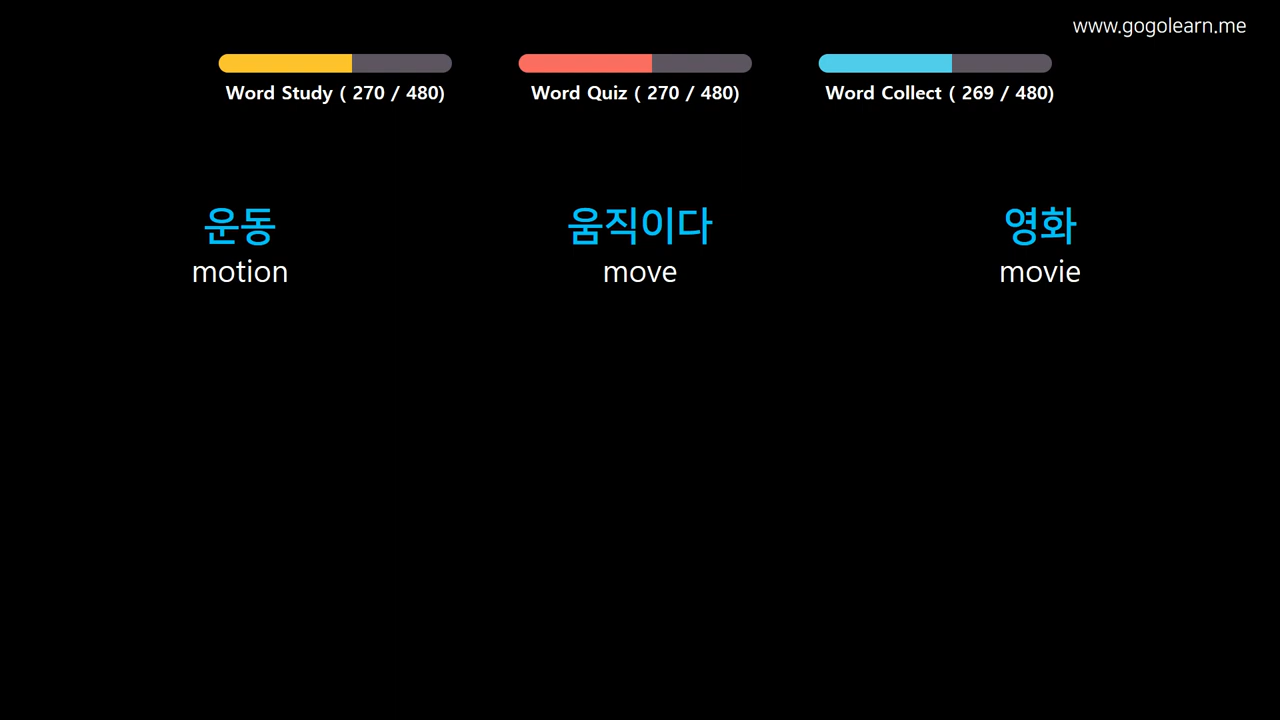 www.gogolearn.me
Word Study ( 270 / 480)
Word Quiz ( 270 / 480)
Word Collect ( 269 / 480)
운동
motion
움직이다
move
영화
movie